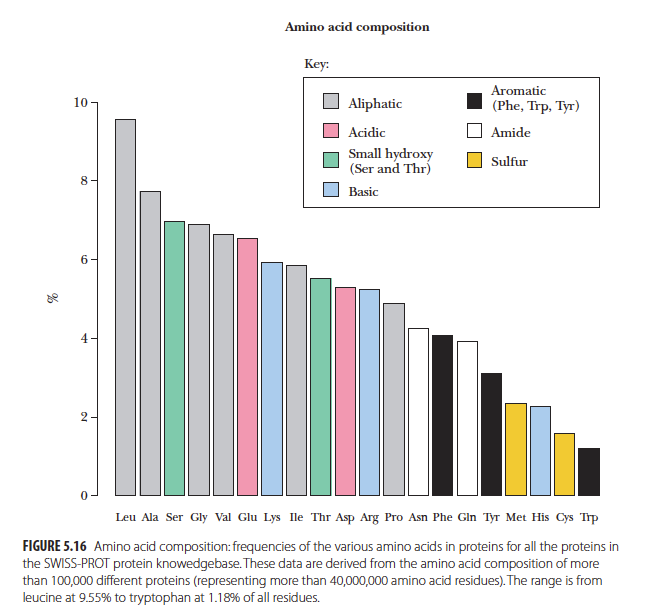 Amino acid composition
Key:
Aliphatic
Acidic
Small hydroxy
(Ser and Thr)
Basic
Aromatic
(Phe, Trp, Tyr)
Amide
Sulfur
10
8
6
4
2
0
%
Leu Ala Ser Gly Val Glu Lys Ile Thr Asp Arg Pro Asn Phe Gln Tyr Met His Cys Trp
FIGURE 5.16 Amino acid composition: frequencies of the various amino acids in proteins for all the proteins in
the SWISS-PROT protein knowedgebase. These data are derived from the amino acid composition of more
than 100,000 different proteins (representing more than 40,000,000 amino acid residues). The range is from
leucine at 9.55% to tryptophan at 1.18% of all residues.